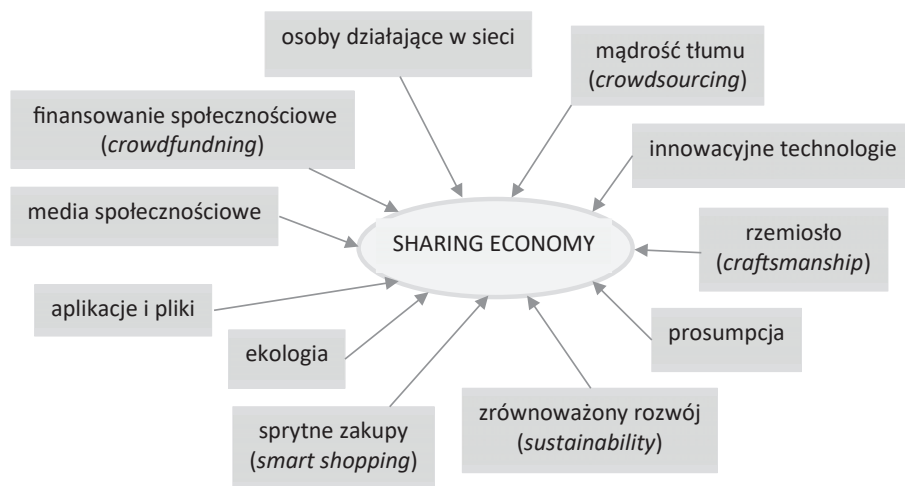 osoby działające w sieci
mądrość tłumu
(crowdsourcing)
finansowanie społecznościowe
(crowdfundning)
innowacyjne technologie
media społecznościowe
SHARING ECONOMY
rzemiosło
(craftsmanship)
aplikacje i pliki
prosumpcja
ekologia
sprytne zakupy
(smart shopping)
zrównoważony rozwój
(sustainability)